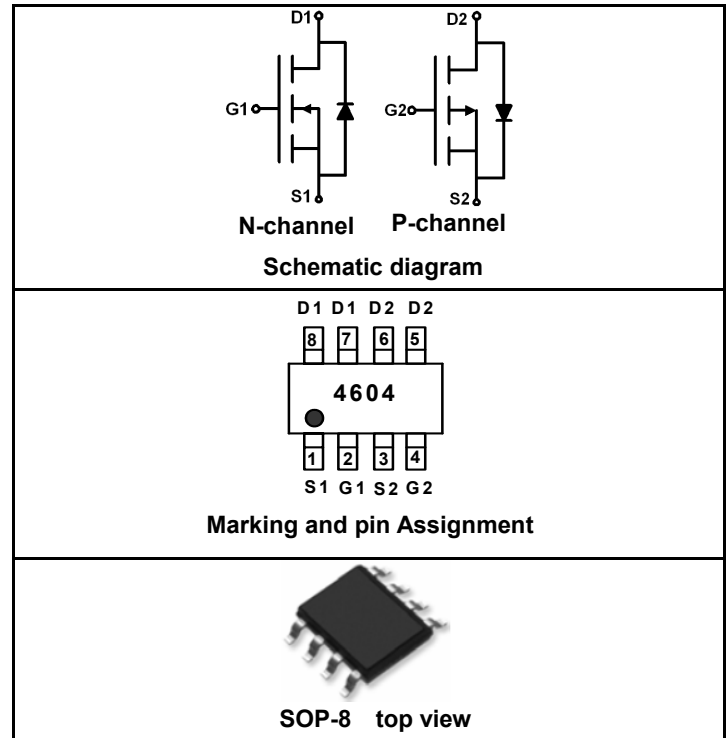 D1 D2
G1 G2
S1 S2
N-channel P-channel
Schematic diagram
D1 D1 D2 D2
8 7 6 5
4604
1 2 3 4
S1 G1 S2 G2
Marking and pin Assignment
SOP-8 top view